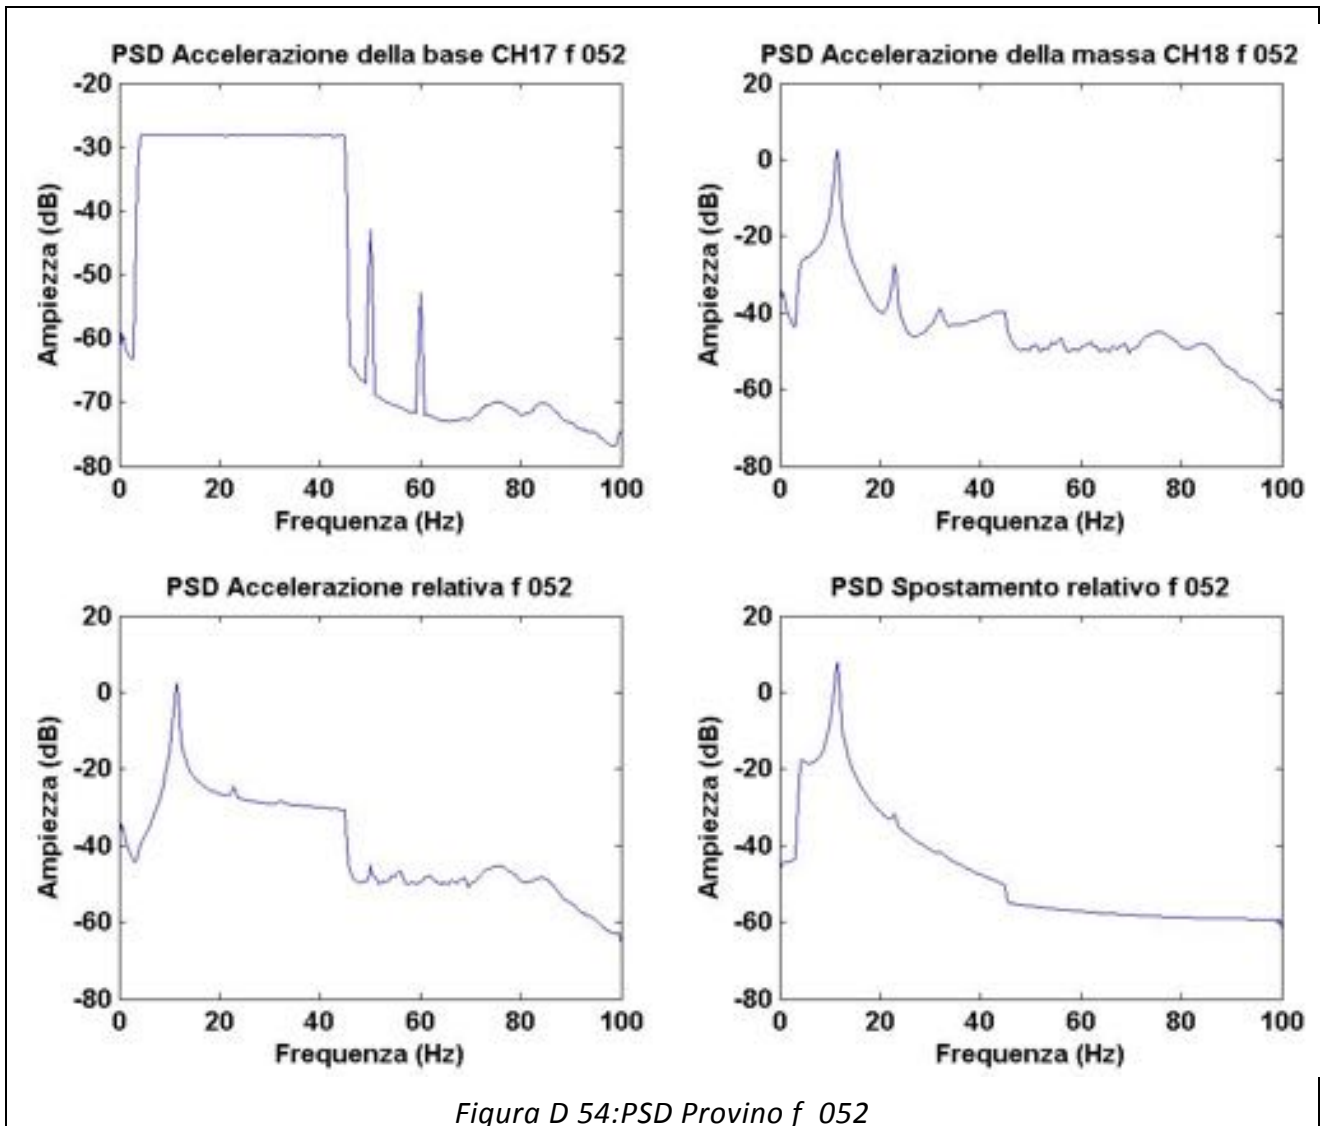 PSD Accelerazione della base CH17 f 052
-20
-30
-40
-50
-60
-70
-80
Ampiezza (dB)
0 20 40 60 80 100
Frequenza (Hz)
PSD Accelerazione della massa CH18 f 052
20
0
-20
-40
-60
-80
Ampiezza (dB)
0 20 40 60 80 100
Frequenza (Hz)
PSD Accelerazione relativa f 052
20
0
-20
-40
-60
-80
Ampiezza (dB)
0 20 40 60 80 100
Frequenza (Hz)
PSD Spostamento relativo f 052
20
0
-20
-40
-60
-80
Ampiezza (dB)
0 20 40 60 80 100
Frequenza (Hz)
Figura D 54:PSD Provino f_052